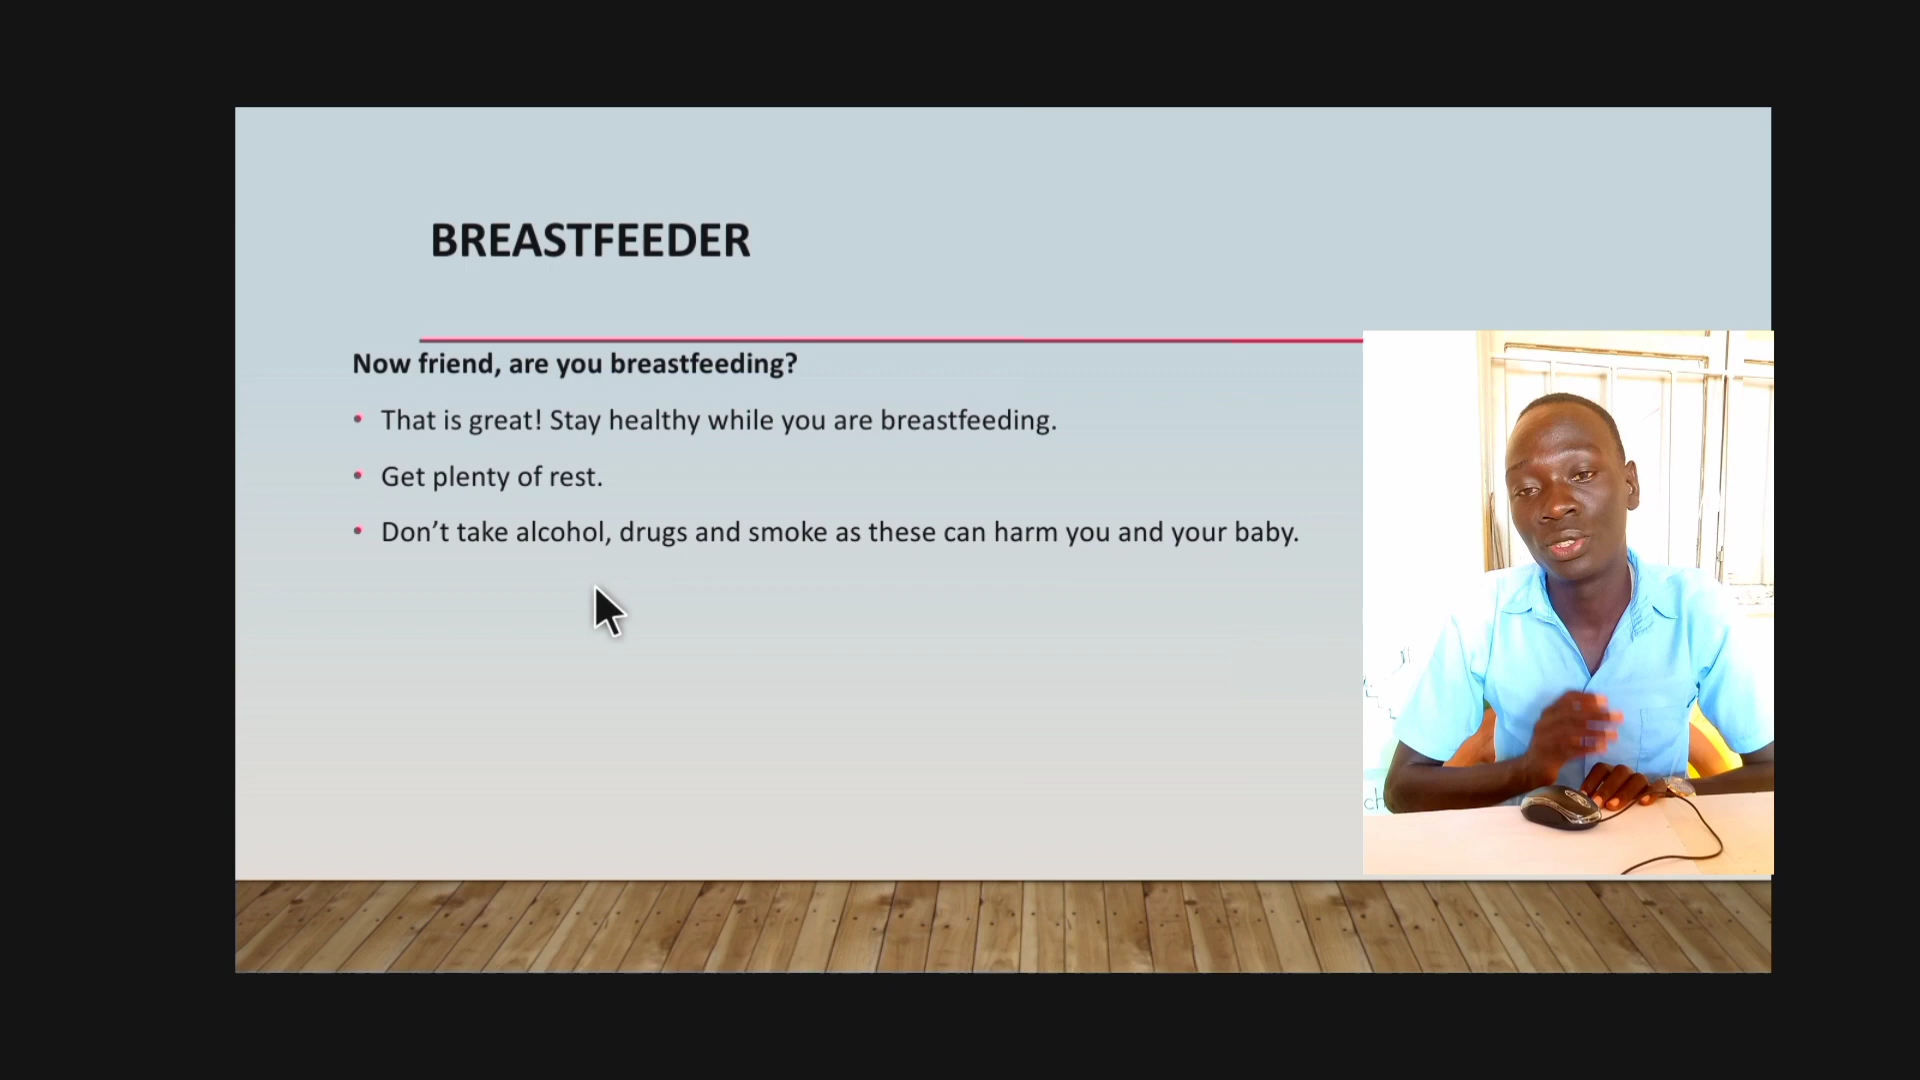 BREASTFEEDER
Now friend, are you breastfeeding?
• That is great! Stay healthy while you are breastfeeding.
• Get plenty of rest.
• Don’t take alcohol, drugs and smoke as these can harm you and your baby.
ch